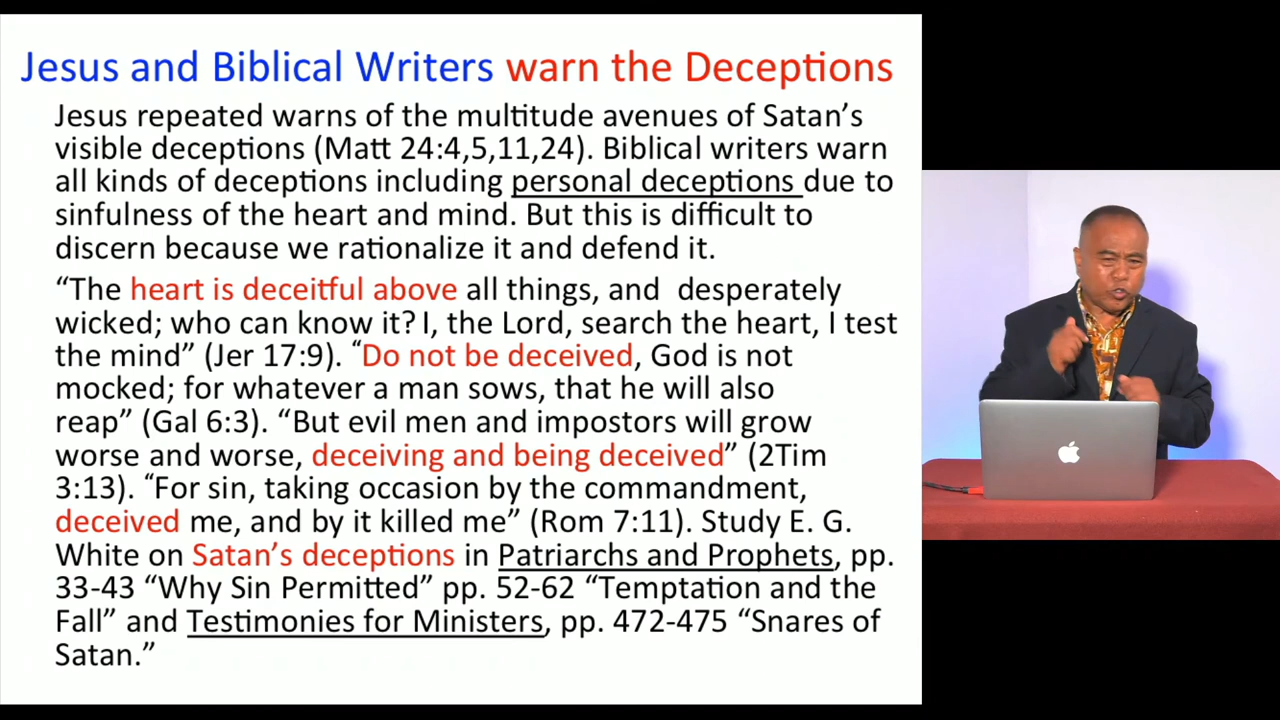 Jesus and Biblical Writers warn the Deceptions
Jesus repeated warns of the multitude avenues of Satan’s
visible deceptions (Matt 24:4,5,11,24). Biblical writers warn
all kinds of deceptions including personal deceptions due to
sinfulness of the heart and mind. But this is difficult to
discern because we rationalize it and defend it.
“The heart is deceitful above all things, and desperately
wicked; who can know it? I, the Lord, search the heart, I test
the mind” (Jer 17:9). “Do not be deceived, God is not
mocked; for whatever a man sows, that he will also
reap” (Gal 6:3). “But evil men and impostors will grow
worse and worse, deceiving and being deceived” (2Tim
3:13). “For sin, taking occasion by the commandment,
deceived me, and by it killed me” (Rom 7:11). Study E. G.
White on Satan’s deceptions in Patriarchs and Prophets, pp.
33-43 “Why Sin Permitted” pp. 52-62 “Temptation and the
Fall” and Testimonies for Ministers, pp. 472-475 “Snares of
Satan.”